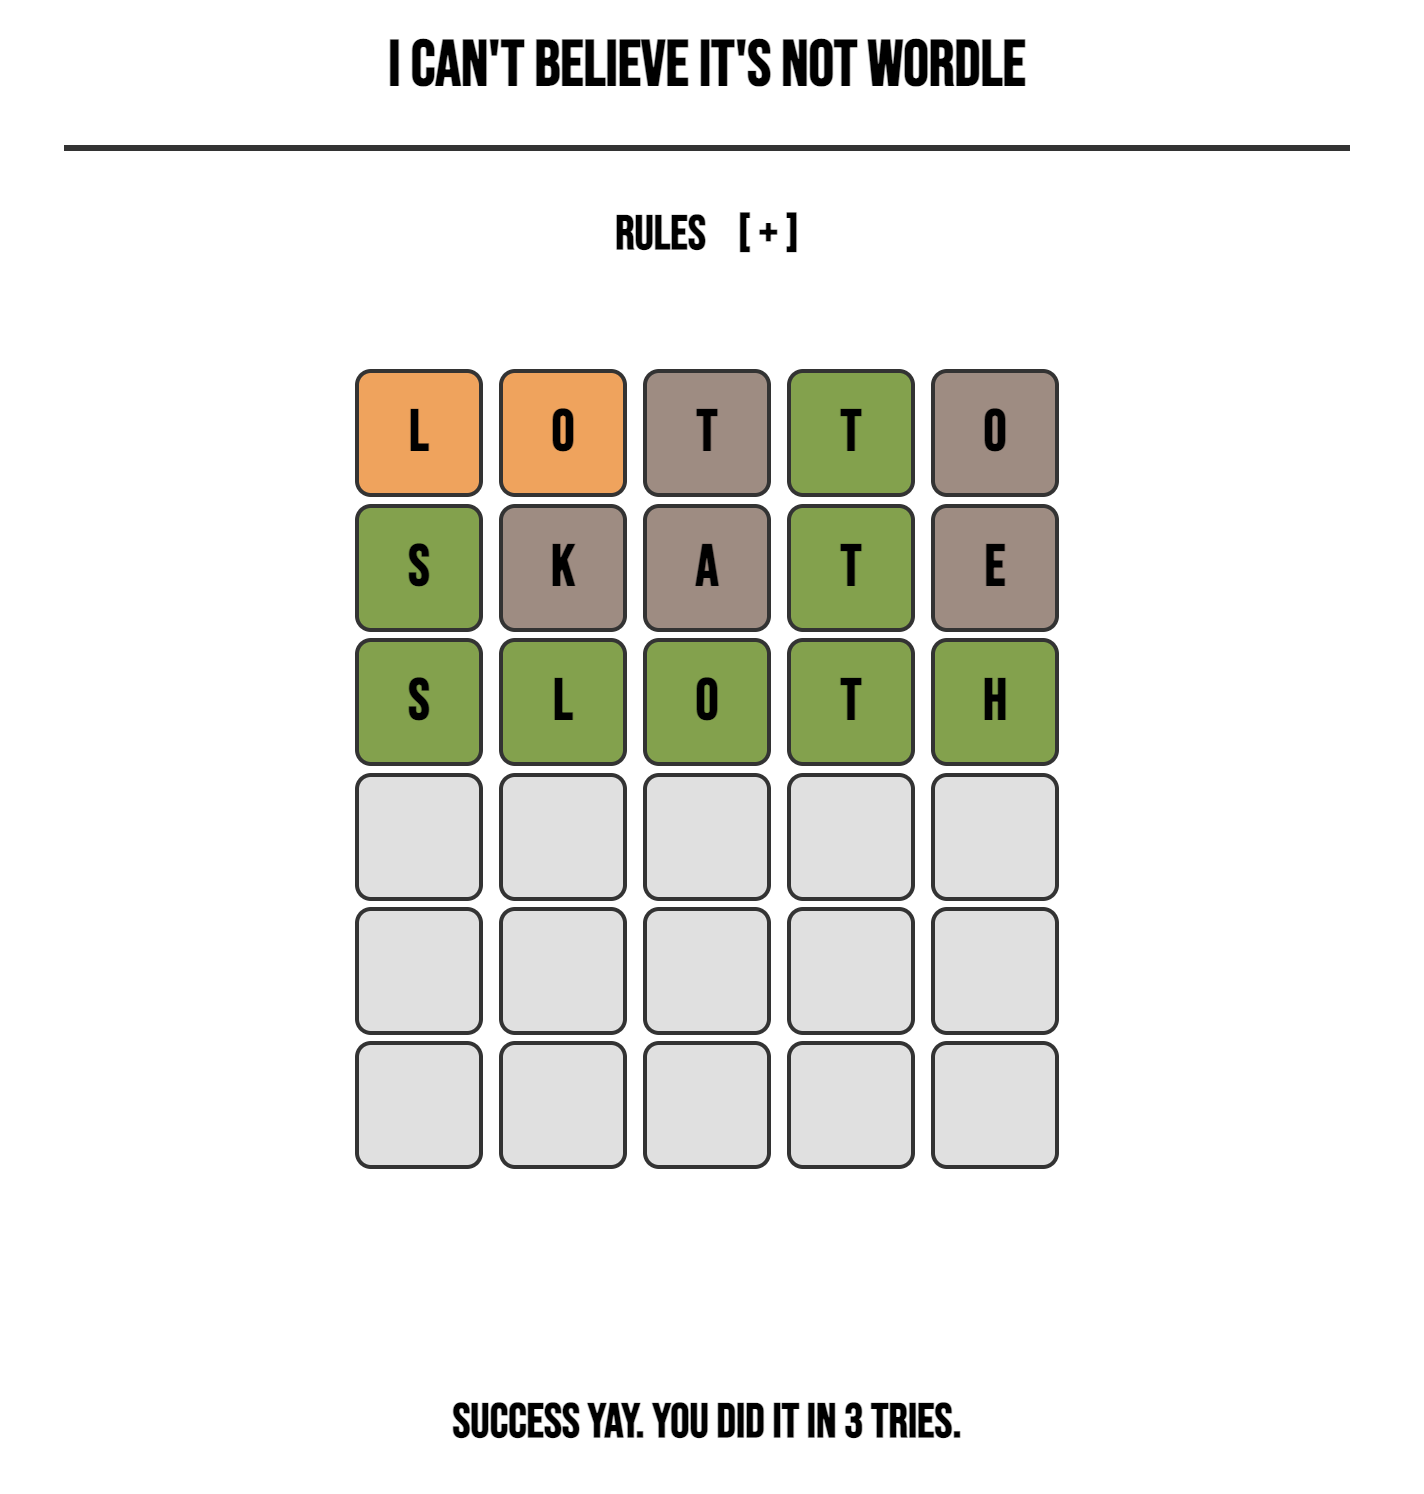 I CAN'T BELIEVE IT'S NOT WORDLE
RULES [ + ]
L O T T O
S K A T E
S L O T H
SUCCESS YAY. YOU DID IT IN 3 TRIES.